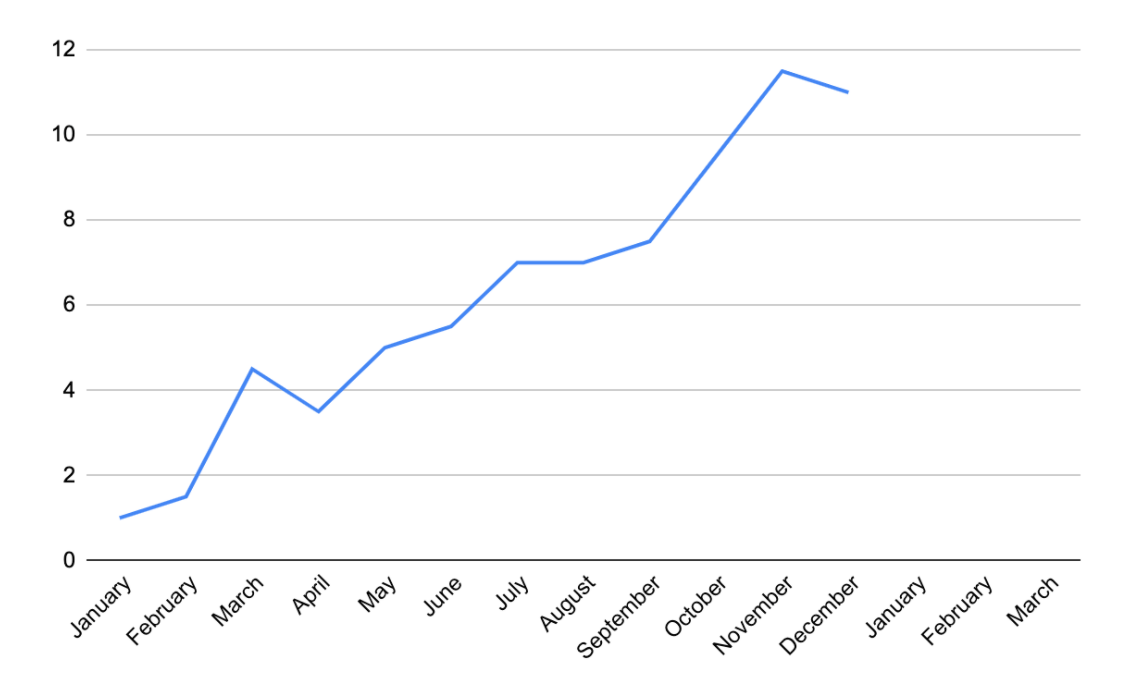 12
10
8
6
4
2
0
January
February
March
April
May
June
July
August
September
October
November
December
January
February
March